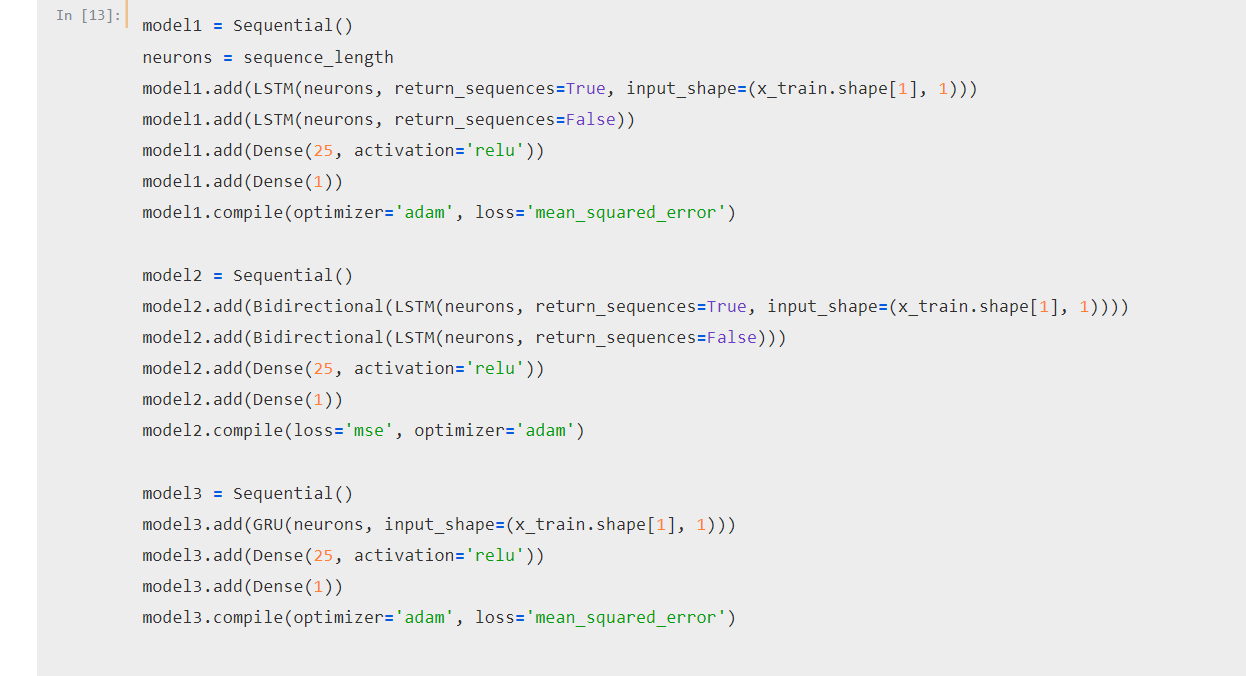 In [13]:
model1 = Sequential()
neurons = sequence_length
model1.add(LSTM(neurons, return_sequences=True, input_shape=(x_train.shape[1], 1)))
model1.add(LSTM(neurons, return_sequences=False))
model1.add(Dense(25, activation='relu'))
model1.add(Dense(1))
model1.compile(optimizer='adam', loss='mean_squared_error')
model2 = Sequential()
model2.add(Bidirectional(LSTM(neurons, return_sequences=True, input_shape=(x_train.shape[1], 1))))
model2.add(Bidirectional(LSTM(neurons, return_sequences=False)))
model2.add(Dense(25, activation='relu'))
model2.add(Dense(1))
model2.compile(loss='mse', optimizer='adam')
model3 = Sequential()
model3.add(GRU(neurons, input_shape=(x_train.shape[1], 1)))
model3.add(Dense(25, activation='relu'))
model3.add(Dense(1))
model3.compile(optimizer='adam', loss='mean_squared_error')